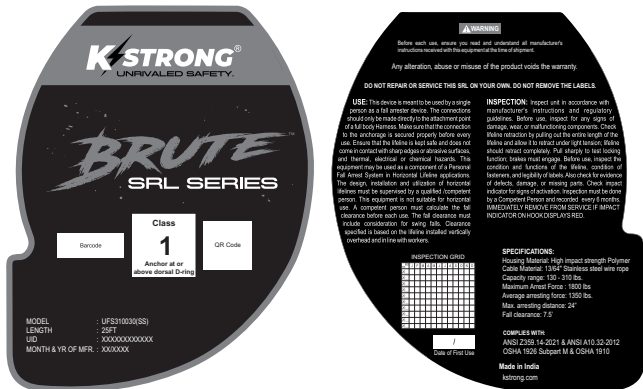 KSTRONG®
UNRIVALED SAFETY.
BRUTE™
SRL SERIES
Barcode
Class
1
Anchor at or
above dorsal D-ring
QR Code
MODEL : UFS310030(SS)
LENGTH : 25FT
UID : XXXXXXXXXXXX
MONTH & YR OF MFR. : XX/XXXX
WARNING
Before each use, ensure you read and understand all manufacturer's
instructions received with this equipment at the time of shipment.
Any alteration, abuse or misuse of the product voids the warranty.
DO NOT REPAIR OR SERVICE THIS SRL ON YOUR OWN. DO NOT REMOVE THE LABELS.
USE: This device is meant to be used by a single
person as a fall arrester device. The connections
should only be made directly to the attachment point
of a full body Harness. Make sure that the connection
to the anchorage is secured properly before every
use. Ensure that the lifeline is kept safe and does not
come in contact with sharp edges or abrasive surfaces,
and thermal, electrical or chemical hazards. This
equipment may be used as a component of a Personal
Fall Arrest System in Horizontal Lifeline applications.
The design, installation and utilization of horizontal
lifelines must be supervised by a qualified /competent
person. This equipment is not suitable for horizontal
use. A competent person must calculate the fall
clearance before each use. The fall clearance must
include consideration for swing falls. Clearance
specified is based on the lifeline installed vertically
overhead and in line with workers.
INSPECTION: Inspect unit in accordance with
manufacturer's instructions and regulatory
guidelines. Before use, inspect for any signs of
damage, wear, or malfunctioning components. Check
lifeline retraction by pulling out the entire length of the
lifeline and allow it to retract under light tension; lifeline
should retract completely. Pull sharply to test locking
function; brakes must engage. Before use, inspect the
condition and functions of the lifeline, condition of
fasteners, and legibility of labels. Also check for evidence
of defects, damage, or missing parts. Check impact
indicator for signs of activation. Inspection must be done
by a Competent Person and recorded every 6 months.
IMMEDIATELY REMOVE FROM SERVICE IF IMPACT
INDICATOR ON HOOK DISPLAYS RED.
INSPECTION GRID
/
Date of First Use
SPECIFICATIONS:
Housing Material: High impact strength Polymer
Cable Material: 13/64" Stainless steel wire rope
Capacity range: 130 - 310 lbs.
Maximum Arrest Force : 1800 lbs
Average arresting force: 1350 lbs.
Max. arresting distance: 24"
Fall clearance: 7.5'
COMPLIES WITH:
ANSI Z359.14-2021 & ANSI A10.32-2012
OSHA 1926 Subpart M & OSHA 1910
Made in India
kstrong.com